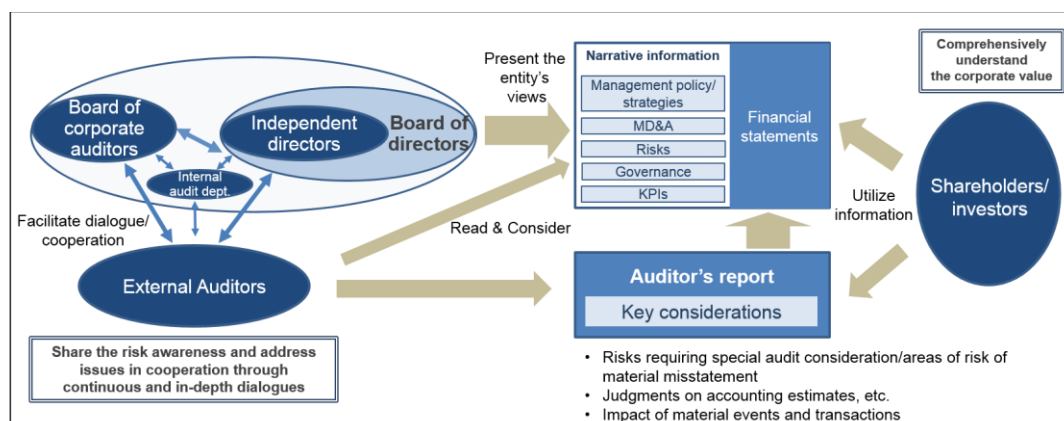 Board of
corporate
auditors
Independent
directors
Board of
directors
Internal
audit dept.
Facilitate dialogue/
cooperation
External Auditors
Share the risk awareness and address
issues in cooperation through
continuous and in-depth dialogues
Present the
entity's
views
Read & Consider
Narrative information
Management policy/
strategies
MD&A
Risks
Governance
KPIs
Financial
statements
Auditor's report
Key considerations
• Risks requiring special audit consideration/areas of risk of
material misstatement
• Judgments on accounting estimates, etc.
• Impact of material events and transactions
Comprehensively
understand
the corporate value
Shareholders/
investors
Utilize
information